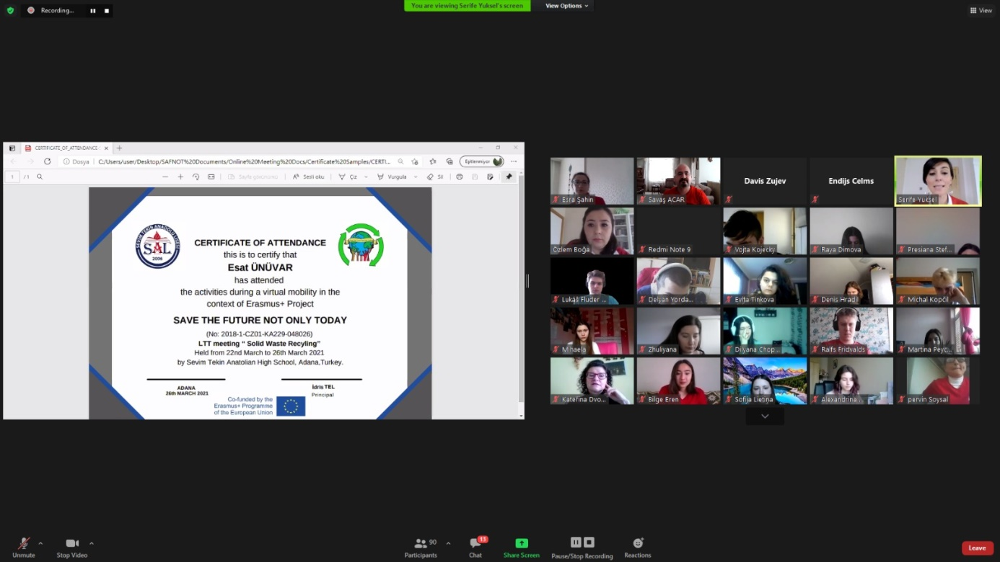 Recording...
You are viewing Serife Yuksel's screen
View Options
View
CERTIFICATE_OF_ATTENDANCE
Dosya
C:/Users/user/Desktop/SAFNOT%20Documents/Online%20Meeting%20Docs/Certificate%20Samples/CERTI...
Eşitlenmiyor
1 / 1
Sayfa görünümü
Sesli oku
Çiz
Vurgula
Sil
SEVİM TEKİN ANADOLU LİSESİ
SAL
2006
CERTIFICATE OF ATTENDANCE
this is to certify that
Esat ÜNÜVAR
has attended
the activities during a virtual mobility in the
context of Erasmus+ Project
SAVE THE FUTURE NOT ONLY TODAY
(No: 2018-1-CZ01-KA229-048026)
LTT meeting “ Solid Waste Recyling”
Held from 22nd March to 26th March 2021
by Sevim Tekin Anatolian High School, Adana,Turkey.
ADANA
26th MARCH 2021
İdris TEL
Principal
Co-funded by the
Erasmus+ Programme
of the European Union
Esra Şahin
Savaş ACAR
Davis Zujev
Endijs Celms
Serife Yuksel
Özlem Boğa
Redmi Note 9
Vojta Kojecky
Raya Dimova
Presiana Stef...
Lukáš Fluder ...
Delyan Yorda...
Evita Tinkova
Denis Hradil
Michal Kopčil
Mihaela
Zhuliyana
Dilyana Chop...
Ralfs Fridvalds
Martina Peyc...
Kateřina Dvo...
Bilge Eren
Sofija Lietiņa
Alexandrina...
pervin Soysal
Unmute
Stop Video
90
Participants
13
Chat
Share Screen
Pause/Stop Recording
Reactions
Leave